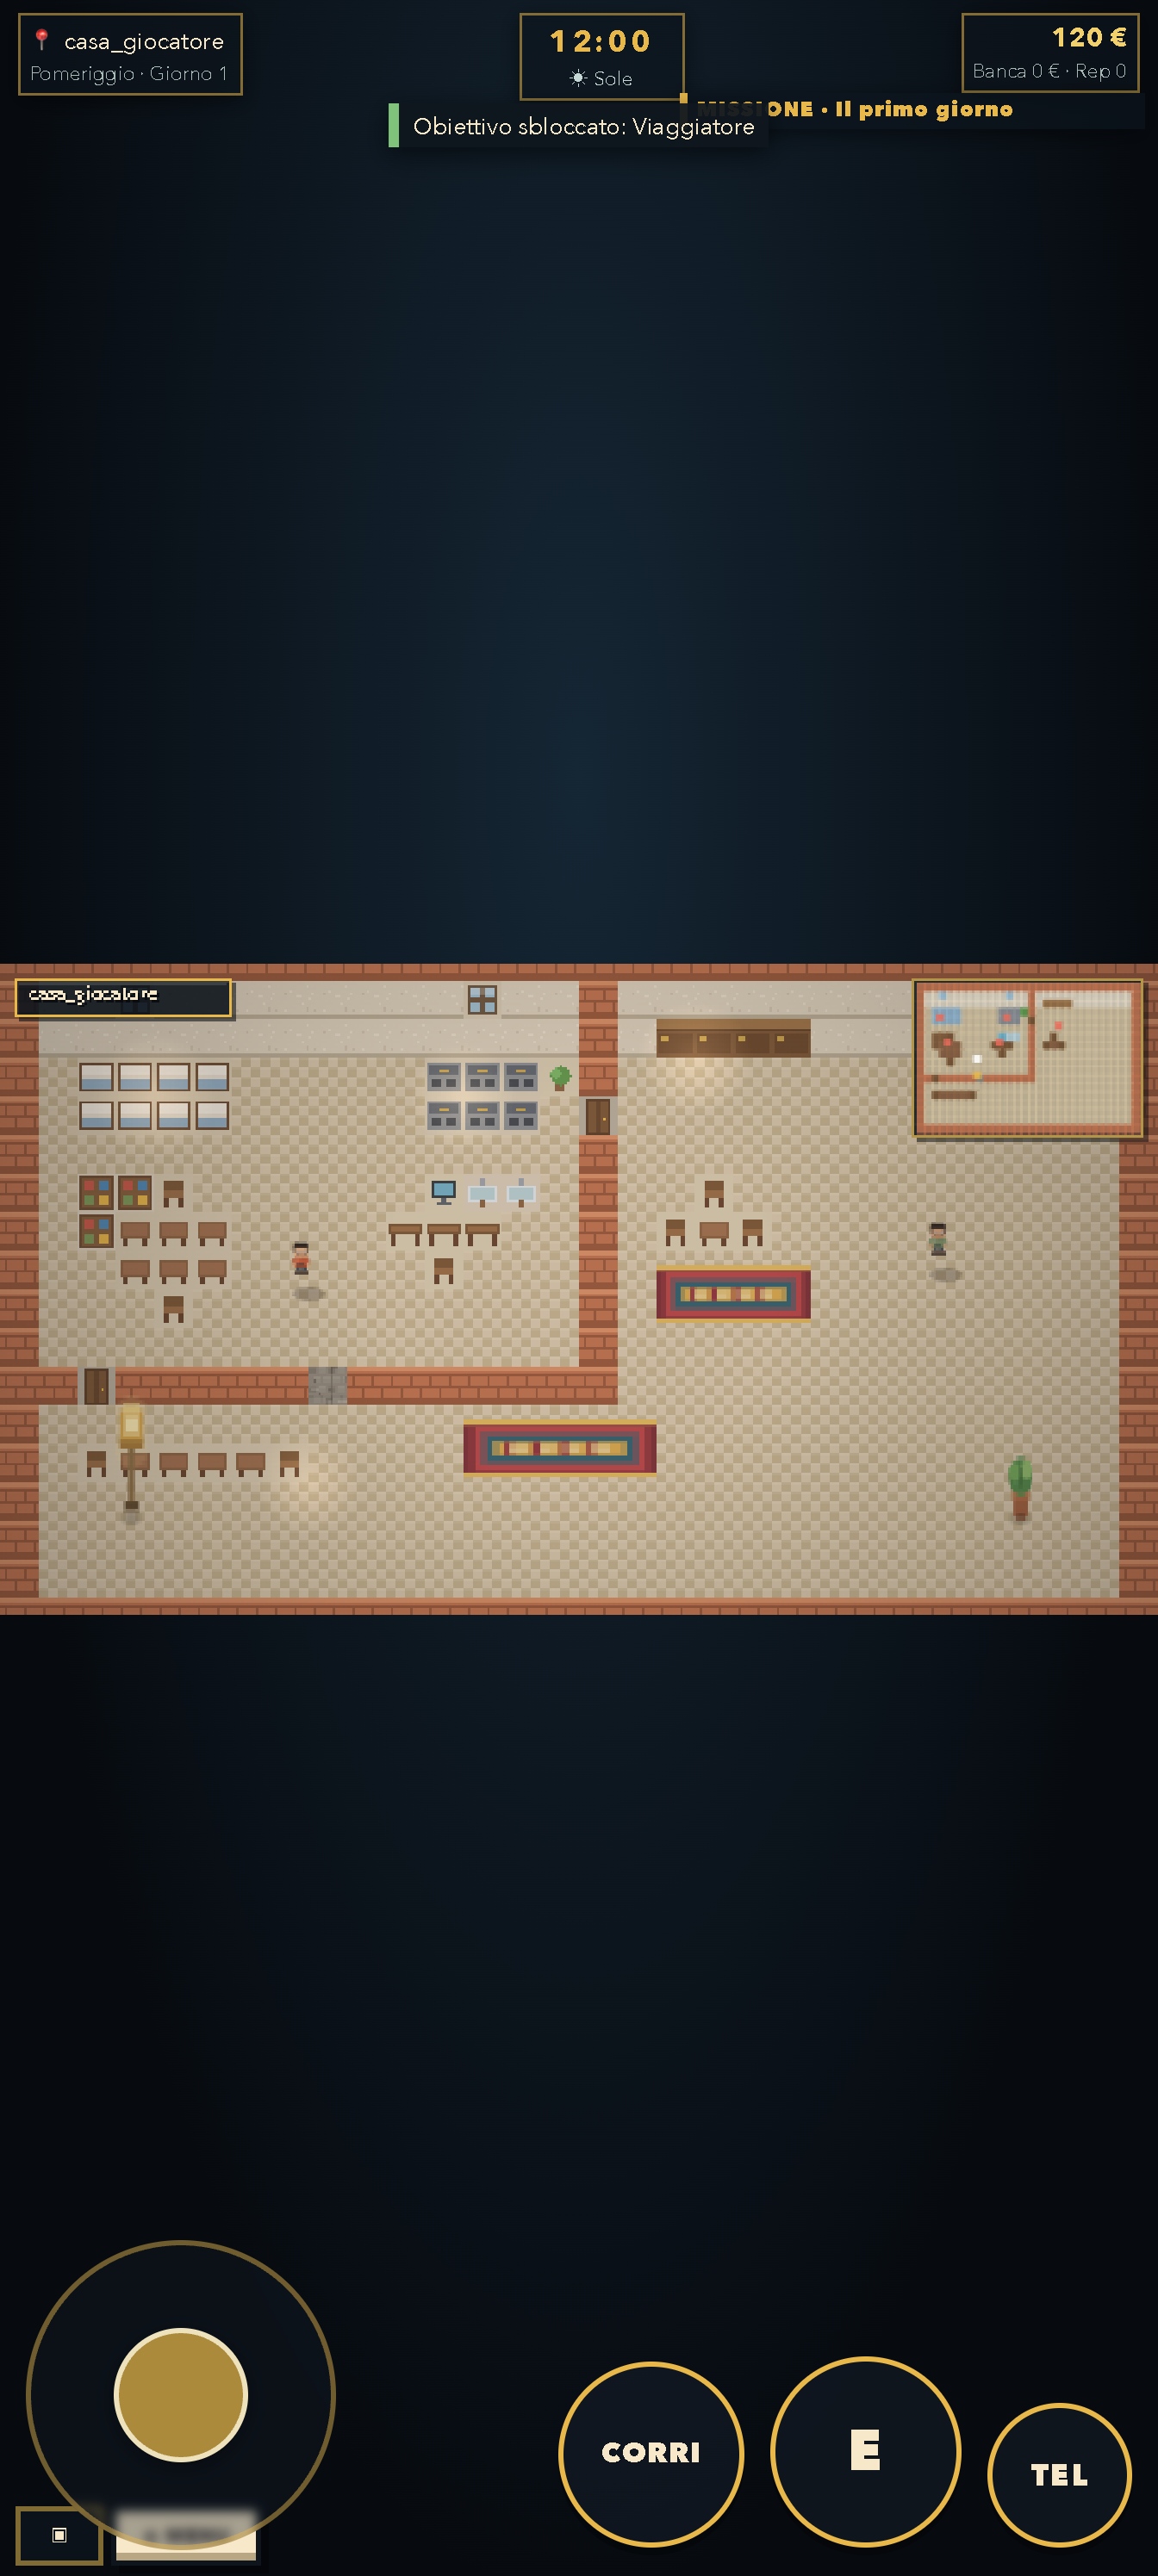 casa_giocatore
Pomeriggio · Giorno 1
12:00
☀ Sole
120 €
Banca 0 € · Rep 0
MISSIONE · Il primo giorno
Obiettivo sbloccato: Viaggiatore
casa_giocatore
CORRI
E
TEL